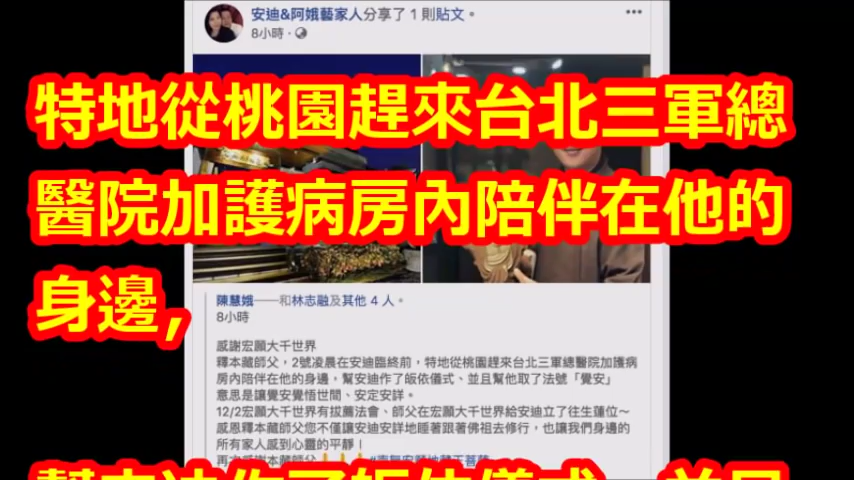 安迪&阿娥藝家人分享了 1 則貼文。
8小時·
特地從桃園趕來台北三軍總
醫院加護病房內陪伴在他的
身邊,
陳慧娥——和林志融及其他 4 人。
8小時
感謝宏願大千世界
釋本藏師父，2號凌晨在安迪臨終前，特地從桃園趕來台北三軍總醫院加護病
房內陪伴在他的身邊，幫安迪作了皈依儀式、並且幫他取了法號「覺安」
意思是讓覺安覺悟世間、安定安詳。
12/2宏願大千世界有拔薦法會、師父在宏願大千世界給安迪立了往生蓮位～
感恩釋本藏師父您不僅讓安迪安詳地睡著跟著佛祖去修行，也讓我們身邊的
所有家人感到心靈的平靜！
幫安迪作了皈依儀式、並且